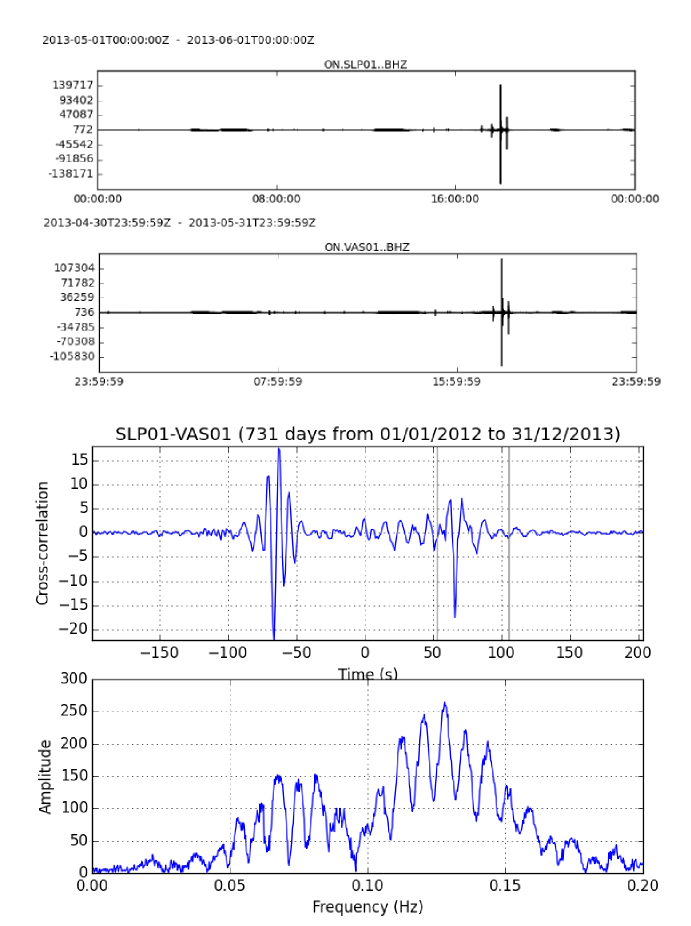 2013-05-01T00:00:00Z - 2013-06-01T00:00:00Z
ON.SLP01..BHZ
139717
93402
47087
772
-45542
-91856
-138171
00:00:00 08:00:00 16:00:00 00:00:00
2013-04-30T23:59:59Z - 2013-05-31T23:59:59Z
ON.VAS01..BHZ
107304
71782
36259
736
-34785
-70308
-105830
23:59:59 07:59:59 15:59:59 23:59:59
SLP01-VAS01 (731 days from 01/01/2012 to 31/12/2013)
Cross-correlation
15
10
5
0
−5
−10
−15
−20
−150 −100 −50 0 50 100 150 200
Time (s)
Amplitude
300
250
200
150
100
50
0
0.00 0.05 0.10 0.15 0.20
Frequency (Hz)